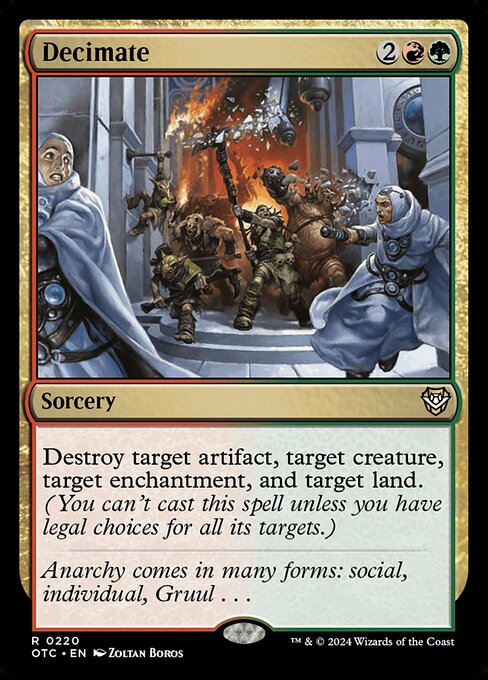 Decimate 2
Sorcery
Destroy target artifact, target creature,
target enchantment, and target land.
(You can't cast this spell unless you have
legal choices for all its targets.)
Anarchy comes in many forms: social,
individual, Gruul . . .
R 0220
OTC • EN Zoltan Boros
™ & © 2024 Wizards of the Coast